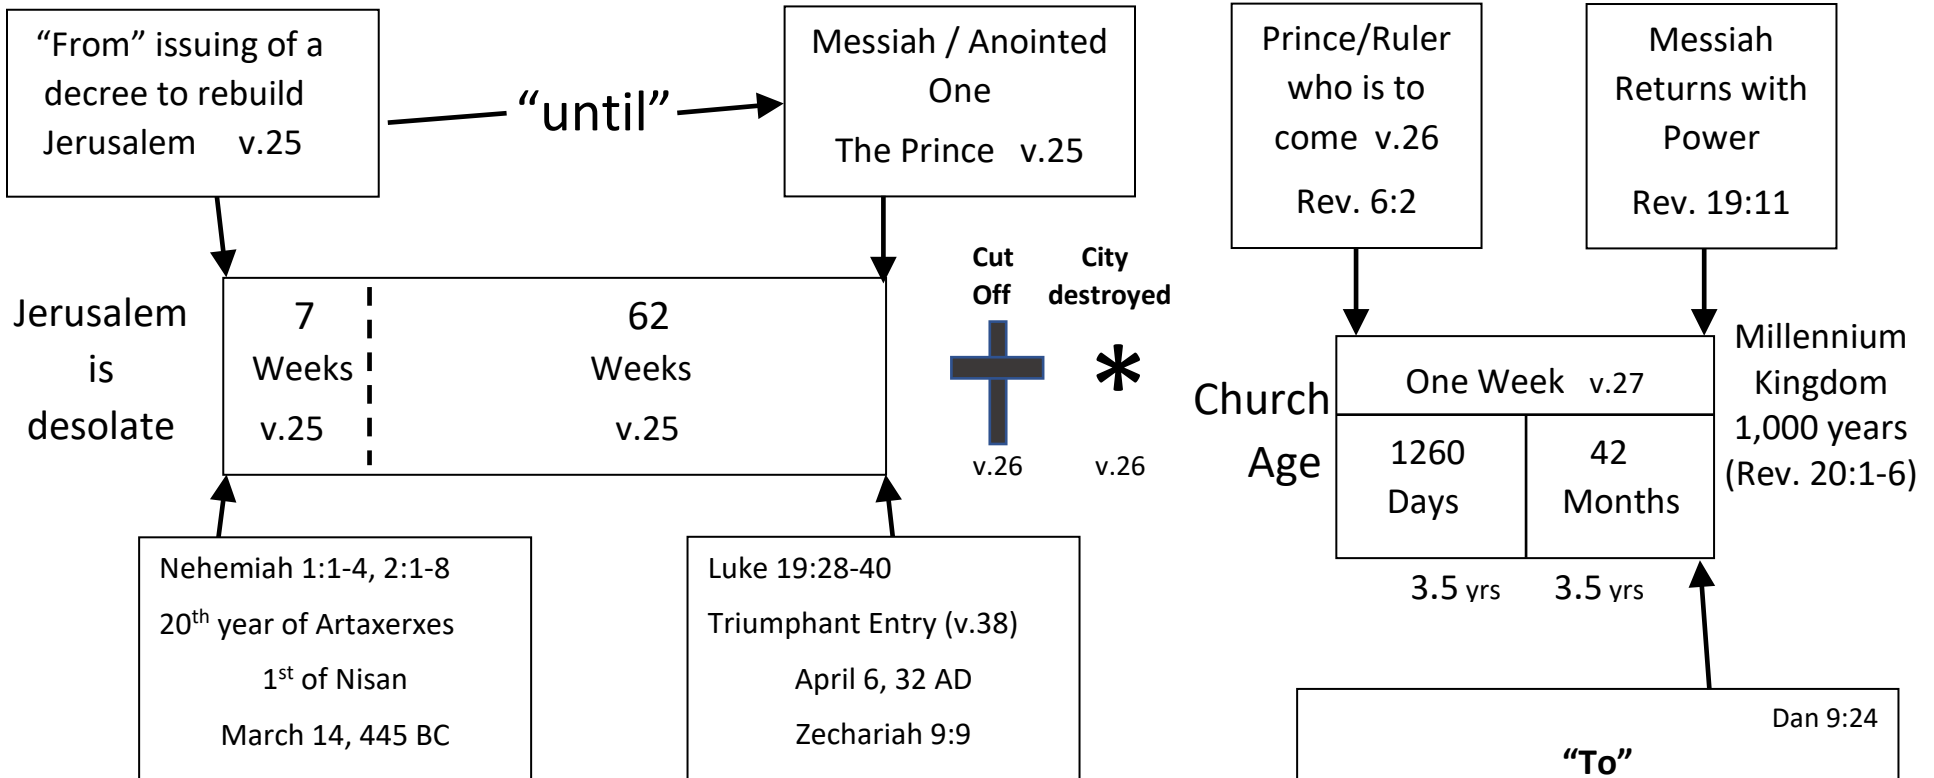 “From” issuing of a
decree to rebuild
Jerusalem v.25
“until”
Messiah / Anointed
One
The Prince v.25
Prince/Ruler
who is to
come v.26
Rev. 6:2
Messiah
Returns with
Power
Rev. 19:11
Jerusalem
is
desolate
7
Weeks
v.25
62
Weeks
v.25
Cut
Off
v.26
City
destroyed
*
v.26
Church
Age
One Week v.27
1260
Days
42
Months
3.5 yrs 3.5 yrs
Millennium
Kingdom
1,000 years
(Rev. 20:1-6)
Nehemiah 1:1-4, 2:1-8
20th year of Artaxerxes
1st of Nisan
March 14, 445 BC
Luke 19:28-40
Triumphant Entry (v.38)
April 6, 32 AD
Zechariah 9:9
Dan 9:24
“To”